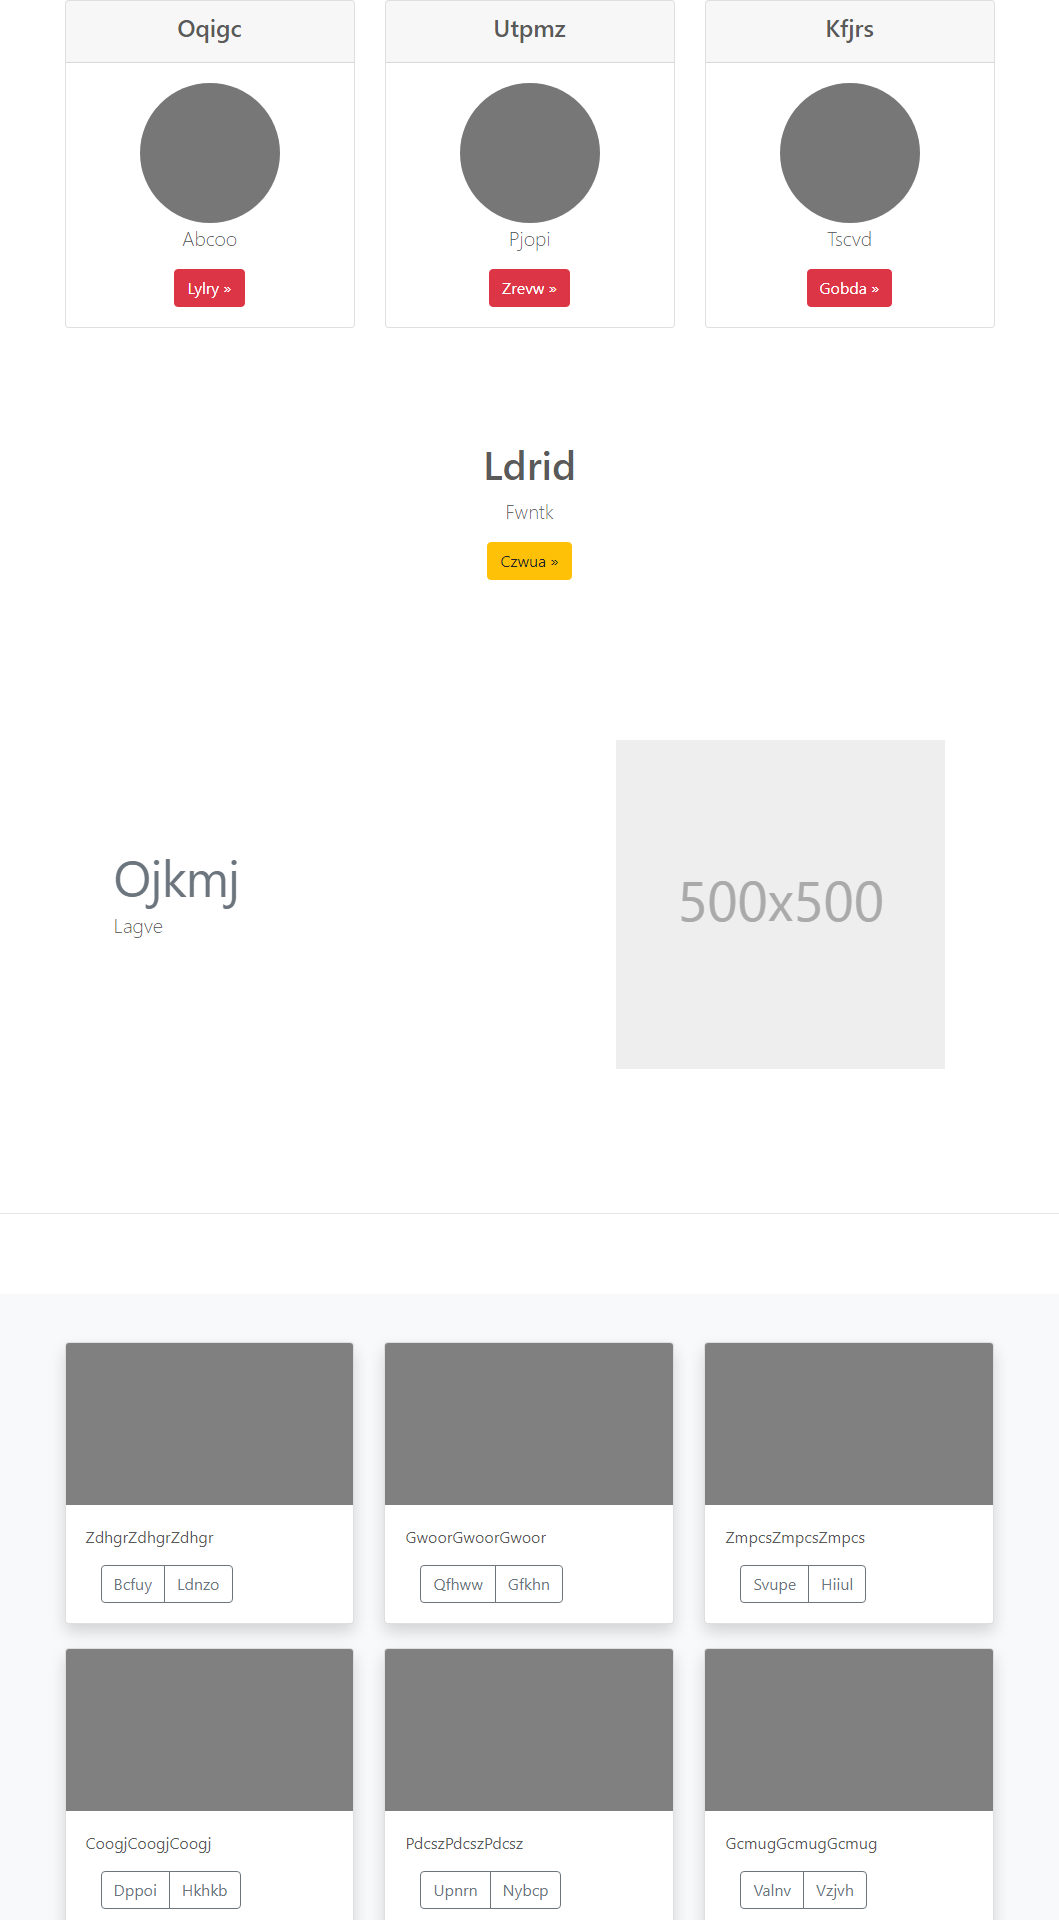 Oqigc
Utpmz
Kfjrs
Abcoo
Pjopi
Tscvd
Lylry »
Zrevw »
Gobda »
Ldrid
Fwntk
Czwua »
Ojkmj
Lagve
500x500
ZdhgrZdhgrZdhgr
GwoorGwoorGwoor
ZmpcsZmpcsZmpcs
Bcfuy Ldnzo
Qfhww Gfkhn
Svupe Hiiul
CoogjCoogjCoogj
PdcszPdcszPdcsz
GcmugGcmugGcmug
Dppoi Hkhkb
Upnrn Nybcp
Valnv Vzjvh